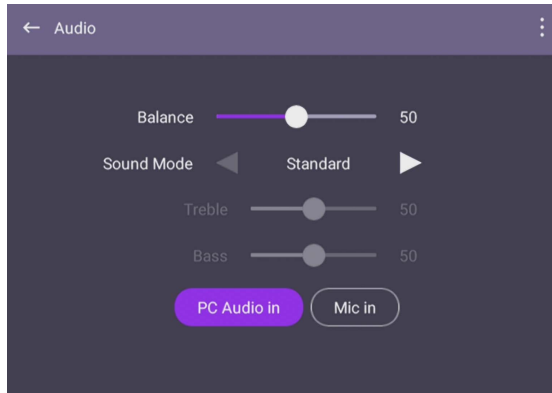 Audio
Balance 50
Sound Mode Standard
Treble 50
Bass 50
PC Audio in Mic in